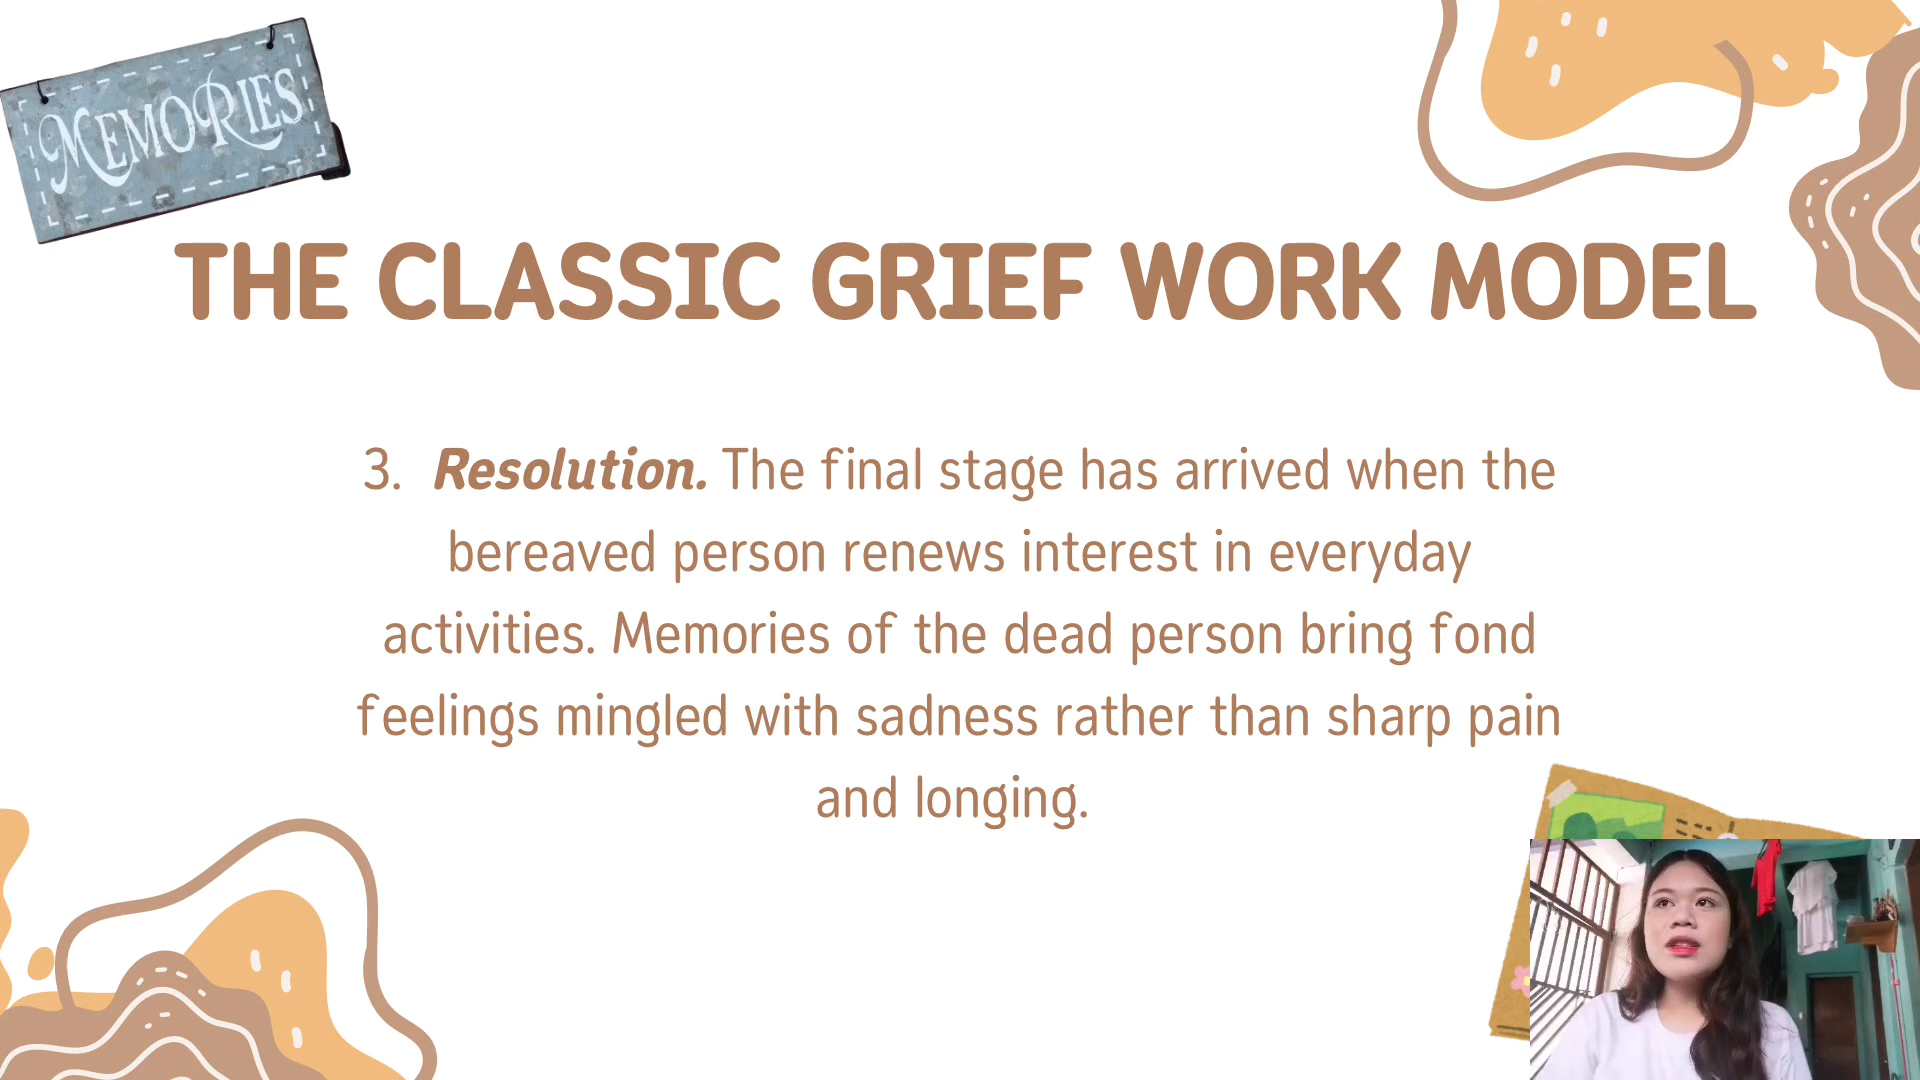 MEMORIES
THE CLASSIC GRIEF WORK MODEL
3. Resolution. The final stage has arrived when the
bereaved person renews interest in everyday
activities. Memories of the dead person bring fond
feelings mingled with sadness rather than sharp pain
and longing.